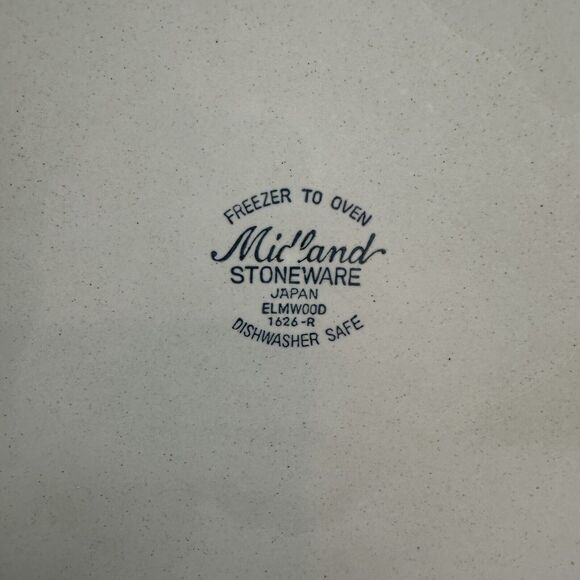 FREEZER TO OVEN
Midland
STONEWARE
JAPAN
ELMWOOD
1626-R
DISHWASHER SAFE